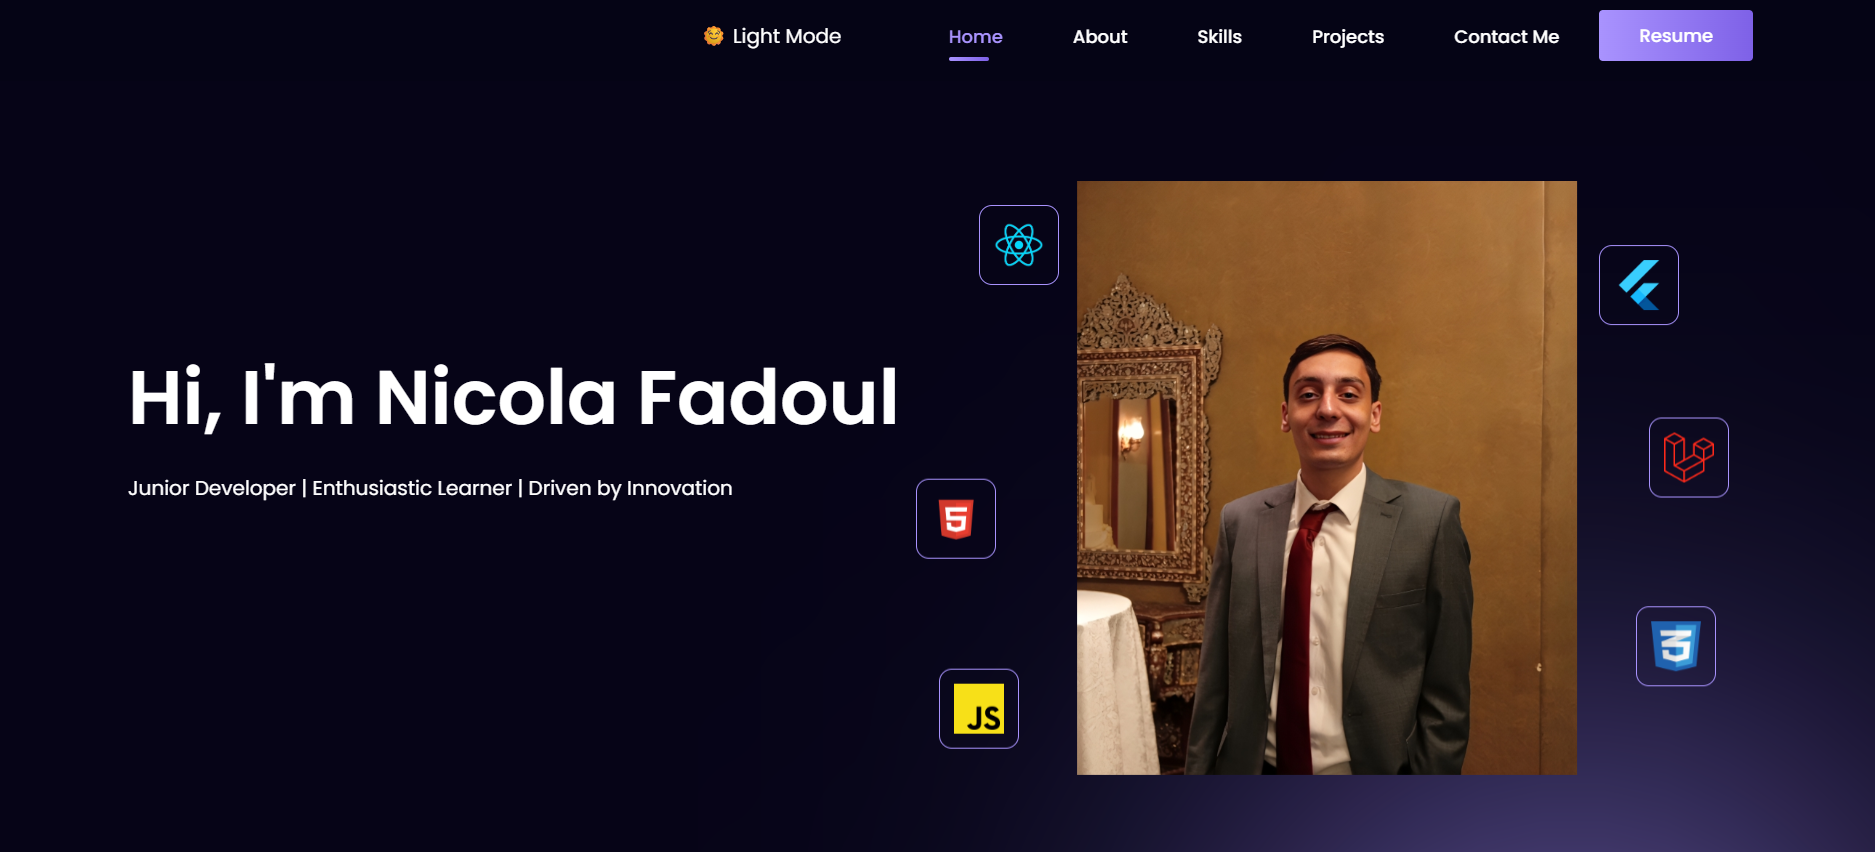 🌞 Light Mode
Home
About
Skills
Projects
Contact Me
Resume
Hi, I'm Nicola Fadoul
Junior Developer | Enthusiastic Learner | Driven by Innovation
5
3
JS